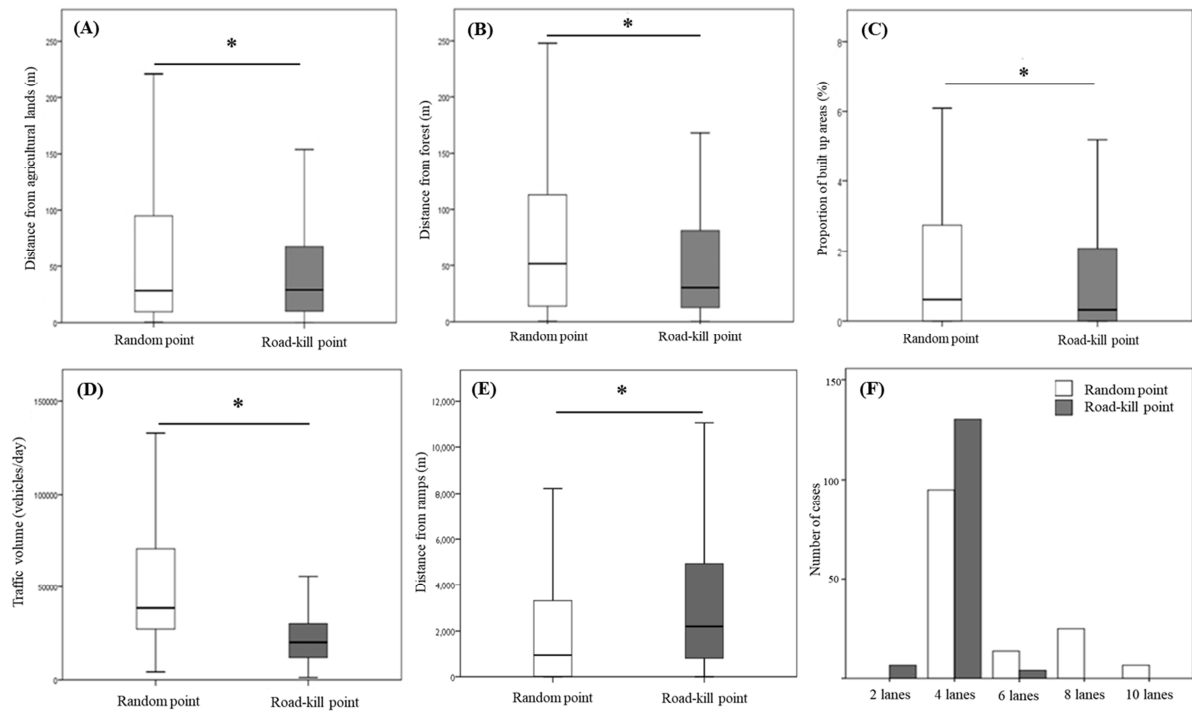 (A)
*
Distance from agricultural lands (m)
250
200
150
100
50
0
Random point
Road-kill point
(B)
*
Distance from forest (m)
250
200
150
100
50
0
Random point
Road-kill point
(C)
*
Proportion of built up areas (%)
8
6
4
2
0
Random point
Road-kill point
(D)
*
Traffic volume (vehicles/day)
150000
100000
50000
0
Random point
Road-kill point
(E)
*
Distance from ramps (m)
12,000
10,000
8,000
6,000
4,000
2,000
0
Random point
Road-kill point
(F)
Random point
Road-kill point
Number of cases
150
100
50
2 lanes
4 lanes
6 lanes
8 lanes
10 lanes